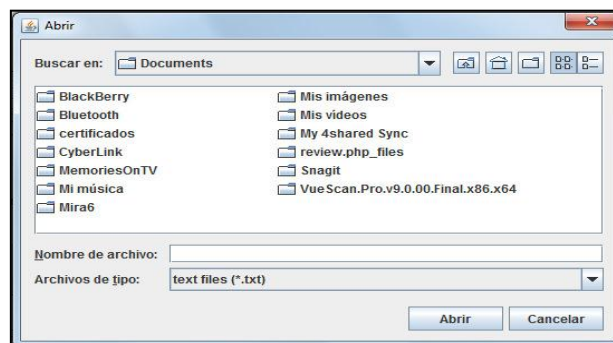 Abrir
Buscar en: Documents
BlackBerry
Bluetooth
certificados
CyberLink
MemoriesOnTV
Mi música
Mira6
Mis imágenes
Mis vídeos
My 4shared Sync
review.php_files
Snagit
VueScan.Pro.v9.0.00.Final.x86.x64
Nombre de archivo:
Archivos de tipo: text files (*.txt)
Abrir Cancelar